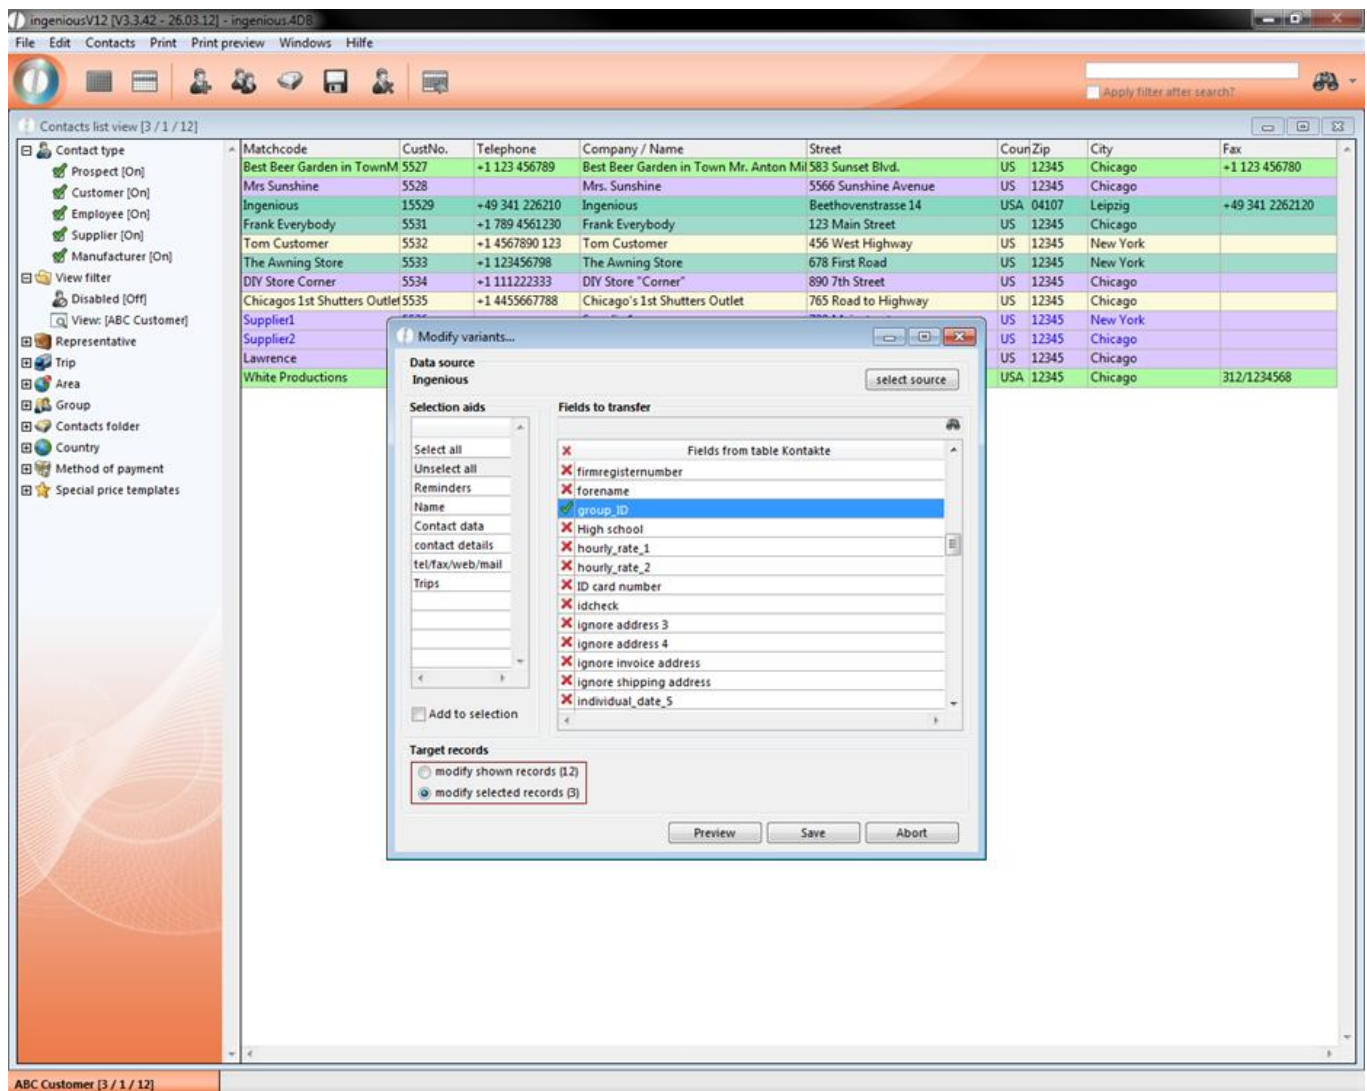 ingeniousV12 [V3.3.42 - 26.03.12] - ingenious.4DB
File Edit Contacts Print Print preview Windows Hilfe
Apply filter after search?
Contacts list view [3 / 1 / 12]
Contact type
Prospect [On]
Customer [On]
Employee [On]
Supplier [On]
Manufacturer [On]
View filter
Disabled [Off]
View: [ABC Customer]
Representative
Trip
Area
Group
Contacts folder
Country
Method of payment
Special price templates
Matchcode CustNo. Telephone Company / Name Street Coun Zip City Fax
Best Beer Garden in TownM 5527 +1 123 456789 Best Beer Garden in Town Mr. Anton Mil 583 Sunset Blvd. US 12345 Chicago +1 123 456780
Mrs Sunshine 5528 Mrs. Sunshine 5566 Sunshine Avenue US 12345 Chicago
Ingenious 15529 +49 341 226210 Ingenious Beethovenstrasse 14 USA 04107 Leipzig +49 341 2262120
Frank Everybody 5531 +1 789 4561230 Frank Everybody 123 Main Street US 12345 Chicago
Tom Customer 5532 +1 4567890 123 Tom Customer 456 West Highway US 12345 New York
The Awning Store 5533 +1 123456798 The Awning Store 678 First Road US 12345 New York
DIY Store Corner 5534 +1 111222333 DIY Store "Corner" 890 7th Street US 12345 Chicago
Chicagos 1st Shutters Outlet 5535 +1 4455667788 Chicago's 1st Shutters Outlet 765 Road to Highway US 12345 Chicago
Supplier1 US 12345 New York
Supplier2 US 12345 Chicago
Lawrence US 12345 Chicago
White Productions USA 12345 Chicago 312/1234568
Modify variants...
Data source
Ingenious
select source
Selection aids
Select all
Unselect all
Reminders
Name
Contact data
contact details
tel/fax/web/mail
Trips
Add to selection
Fields to transfer
Fields from table Kontakte
firmregisternumber
forename
group_ID
High school
hourly_rate_1
hourly_rate_2
ID card number
idcheck
ignore address 3
ignore address 4
ignore invoice address
ignore shipping address
individual_date_5
Target records
modify shown records (12)
modify selected records (3)
Preview Save Abort
ABC Customer [3 / 1 / 12]